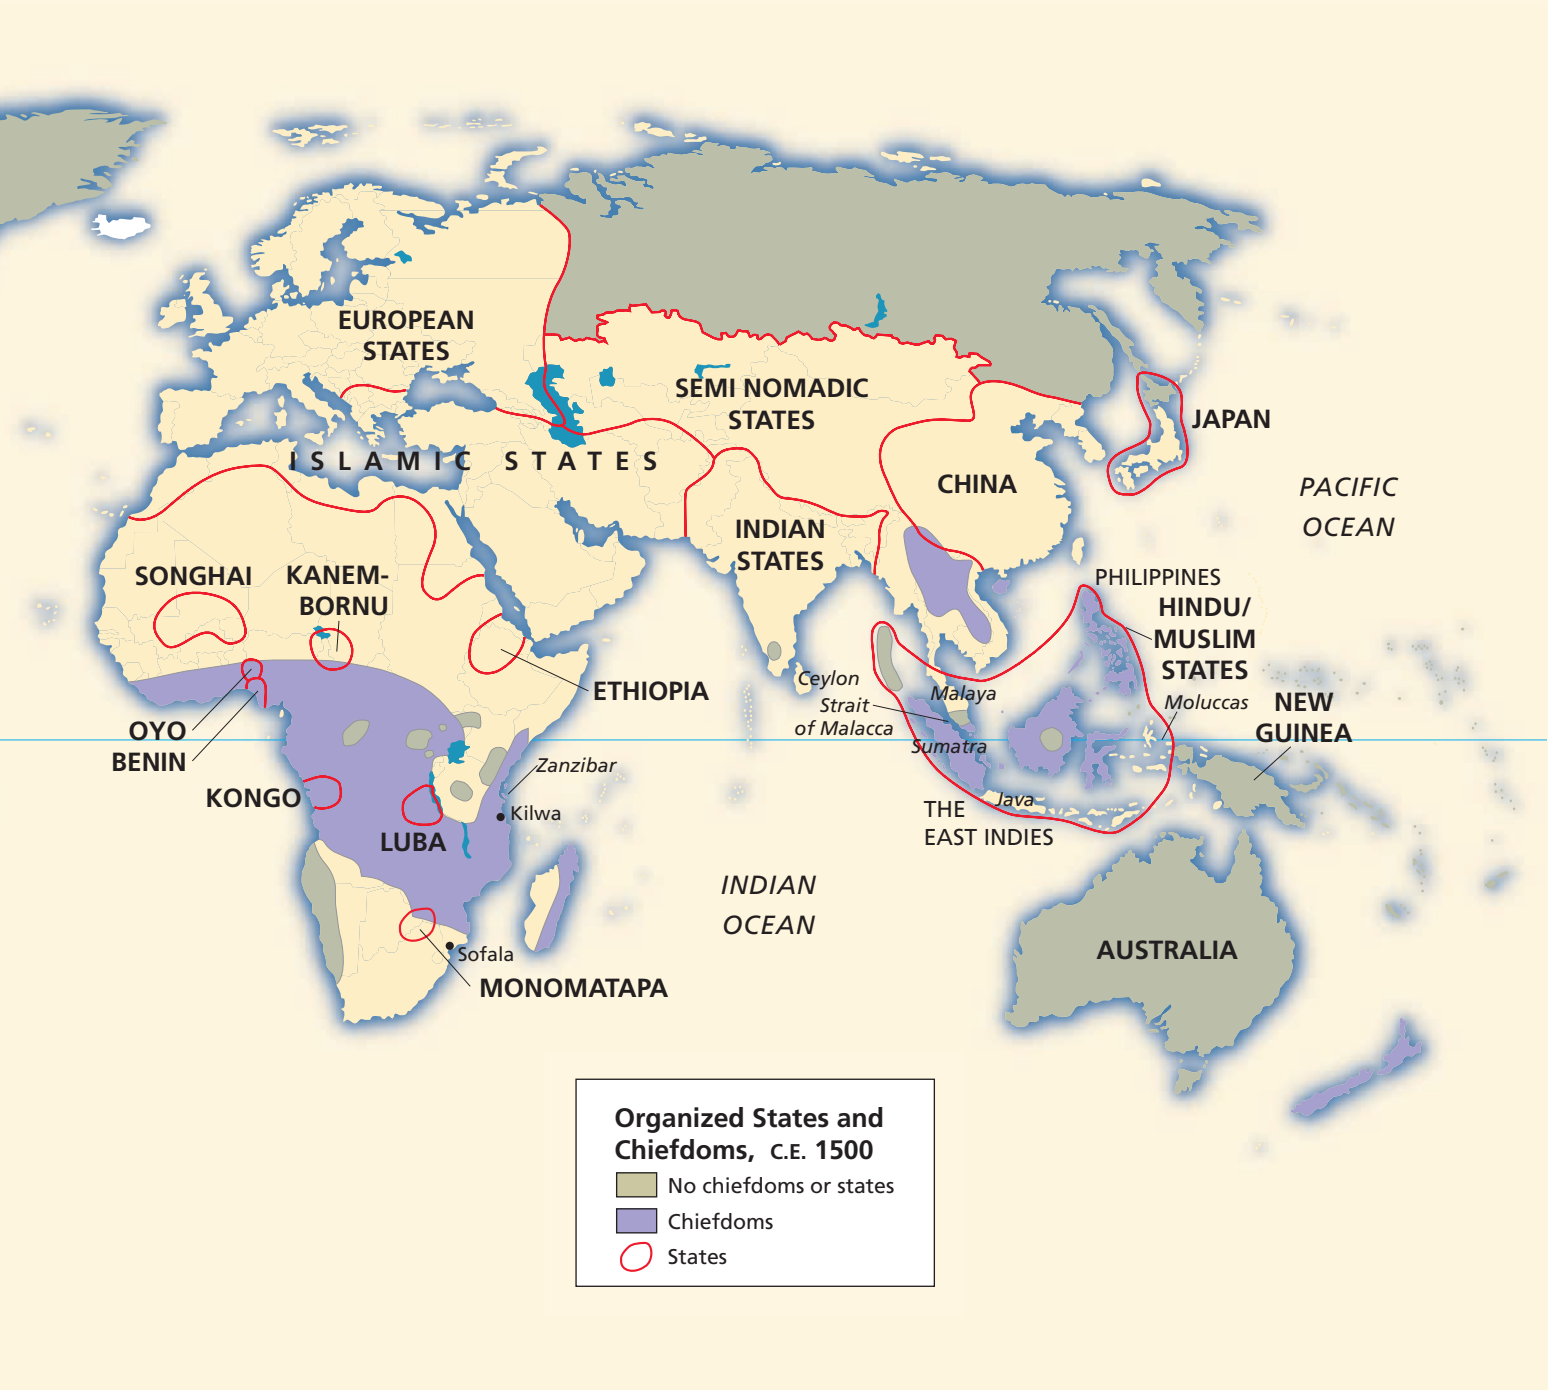 EUROPEAN
STATES
SEMI NOMADIC
STATES
JAPAN
ISLAMIC STATES
CHINA
PACIFIC
OCEAN
INDIAN
STATES
SONGHAI
KANEM-
BORNU
PHILIPPINES
HINDU/
MUSLIM
STATES
ETHIOPIA
Ceylon
Strait
of Malacca
Malaya
Moluccas
NEW
GUINEA
OYO
BENIN
Sumatra
Zanzibar
KONGO
Kilwa
Java
THE
EAST INDIES
LUBA
INDIAN
OCEAN
AUSTRALIA
Sofala
MONOMATAPA
Organized States and
Chiefdoms, C.E. 1500
No chiefdoms or states
Chiefdoms
States